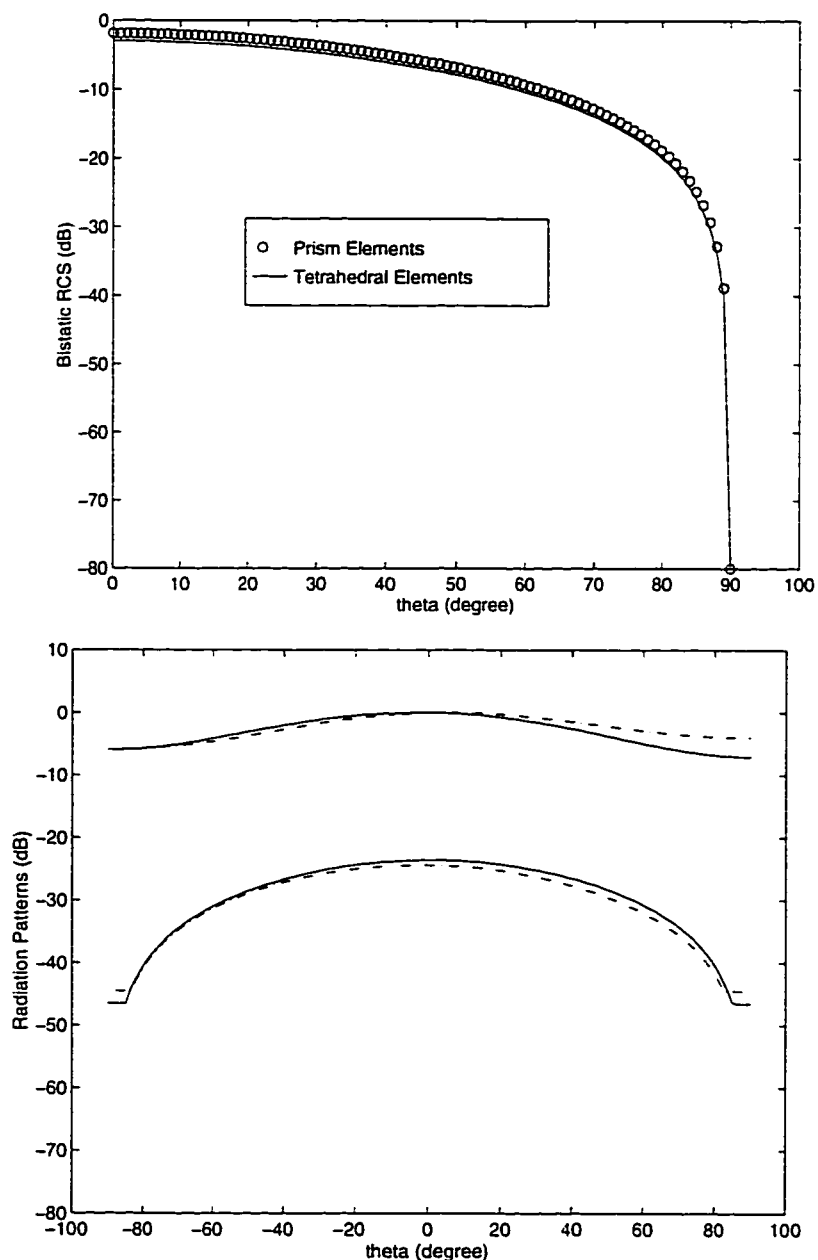 0
−10
−20
−30
−40
−50
−60
−70
−80
Bistatic RCS (dB)
Prism Elements
Tetrahedral Elements
0 10 20 30 40 50 60 70 80 90 100
theta (degree)
10
0
−10
−20
−30
−40
−50
−60
−70
−80
Radiation Patterns (dB)
−100 −80 −60 −40 −20 0 20 40 60 80 100
theta (degree)